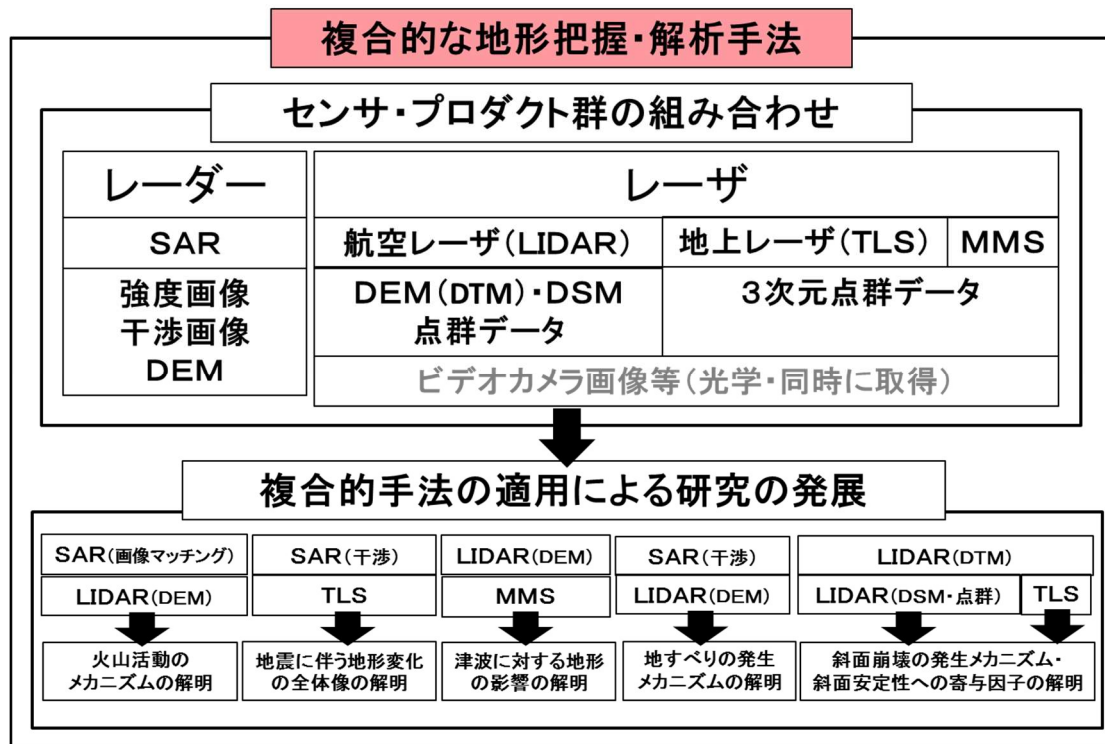 複合的な地形把握・解析手法
センサ・プロダクト群の組み合わせ
レーダー
レーザ
SAR
航空レーザ(LIDAR)
地上レーザ(TLS)
MMS
強度画像
干渉画像
DEM
DEM(DTM)・DSM
点群データ
3次元点群データ
ビデオカメラ画像等(光学・同時に取得)
複合的手法の適用による研究の発展
SAR(画像マッチング)
LIDAR(DEM)
火山活動の
メカニズムの解明
SAR(干渉)
TLS
地震に伴う地形変化
の全体像の解明
LIDAR(DEM)
MMS
津波に対する地形
の影響の解明
SAR(干渉)
LIDAR(DEM)
地すべりの発生
メカニズムの解明
LIDAR(DTM)
LIDAR(DSM・点群)
TLS
斜面崩壊の発生メカニズム・
斜面安定性への寄与因子の解明